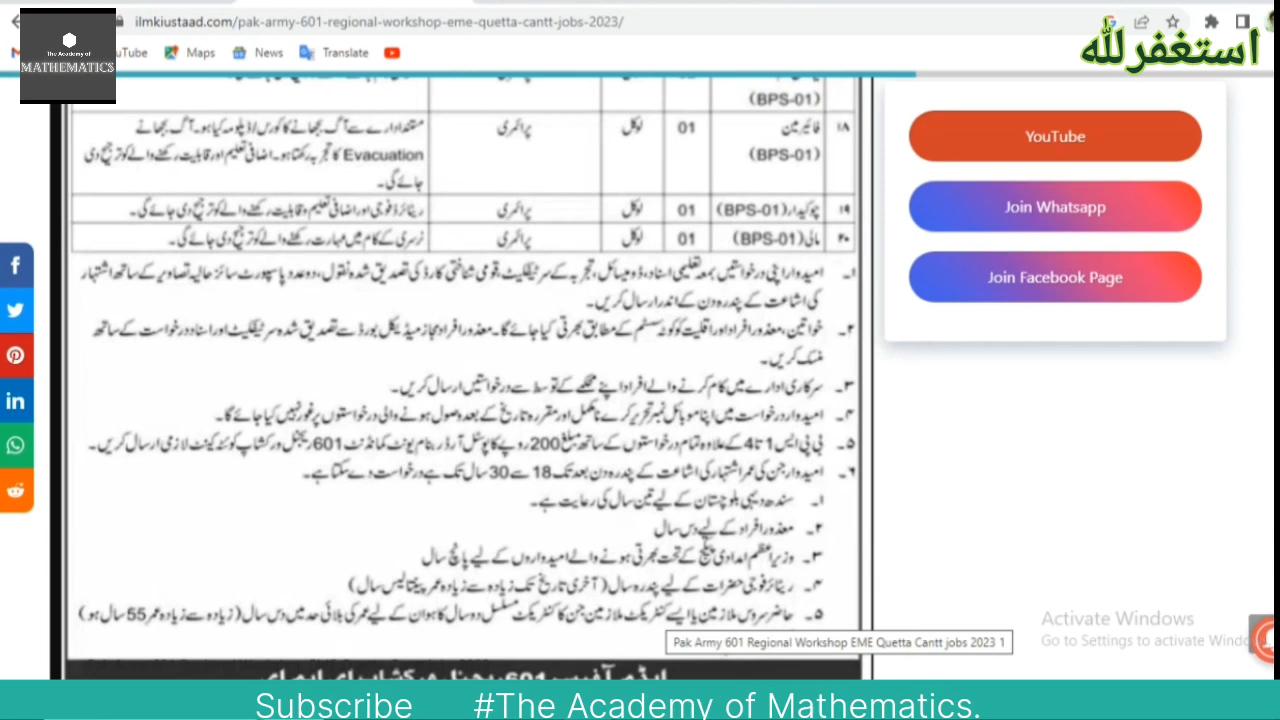 ilmkiustaad.com/pak-army-601-regional-workshop-eme-quetta-cantt-jobs-2023/
The Academy of
MATHEMATICS
uTube Maps News Translate
استغفر للّٰه
(BPS-01)
۱۸ فائیر مین 01 لوکل پرائمری مستند ادارے سے آگ بجھانے کا کورس/ڈپلومہ کیا ہو۔ آگ بجھانے
(BPS-01) Evacuation کا تجربہ رکھتا ہو۔ اضافی تعلیم اور قابلیت رکھنے والے کو ترجیح دی
جائے گی۔
۱۹ چوکیدار(BPS-01) 01 لوکل پرائمری ریٹائرڈ فوجی اور اضافی تعلیم و قابلیت رکھنے والے کو ترجیح دی جائے گی۔
۲۰ مالی(BPS-01) 01 لوکل پرائمری نرسری کے کام میں مہارت رکھنے والے کو ترجیح دی جائے گی۔
۱۔ امیدوار اپنی درخواستیں بمعہ تعلیمی اسناد، ڈومیسائل، تجربہ کے سرٹیفکیٹ، قومی شناختی کارڈ کی تصدیق شدہ نقول، دو عدد پاسپورٹ سائز حالیہ تصاویر کے ساتھ اشتہار
کی اشاعت کے پندرہ دن کے اندر ارسال کریں۔
۲۔ خواتین، معذور افراد اور اقلیت کو کوٹہ سسٹم کے مطابق بھرتی کیا جائے گا۔ معذور افراد مجاز میڈیکل بورڈ سے تصدیق شدہ سرٹیفکیٹ اور اسناد درخواست کے ساتھ
منسلک کریں۔
۳۔ سرکاری ادارے میں کام کرنے والے افراد اپنے محکمے کے توسط سے درخواستیں ارسال کریں۔
۴۔ امیدوار درخواست میں اپنا موبائل نمبر تحریر کرے نامکمل اور مقررہ تاریخ کے بعد وصول ہونے والی درخواستوں پر غور نہیں کیا جائے گا۔
۵۔ بی پی ایس 1 تا 4 کے علاوہ تمام درخواستوں کے ساتھ مبلغ 200 روپے کا پوسٹل آرڈر بنام یونٹ کمانڈنٹ 601 ریجنل ورکشاپ کوئٹہ کینٹ لازمی ارسال کریں۔
۶۔ امیدوار جن کی عمر اشتہار کی اشاعت کے پندرہ دن بعد تک 18 سے 30 سال تک ہے درخواست دے سکتا ہے۔
۱۔ سندھ دیہی بلوچستان کے لیے تین سال کی رعایت ہے۔
۲۔ معذور افراد کے لیے دس سال
۳۔ وزیراعظم امدادی پیکج کے تحت بھرتی ہونے والے امیدواروں کے لیے پانچ سال
۴۔ ریٹائرڈ فوجی حضرات کے لیے پندرہ سال (آخری تاریخ تک زیادہ سے زیادہ عمر پینتالیس سال)
۵۔ حاضر سروس ملازمین یا ایسے کنٹریکٹ ملازمین جن کا کنٹریکٹ مسلسل دو سال کا ہو ان کے لیے عمر کی بالائی حد میں دس سال (زیادہ سے زیادہ عمر 55 سال ہو)
YouTube
Join Whatsapp
Join Facebook Page
Activate Windows
Go to Settings to activate Windo
Pak Army 601 Regional Workshop EME Quetta Cantt jobs 2023 1
Subscribe #The Academy of Mathematics.